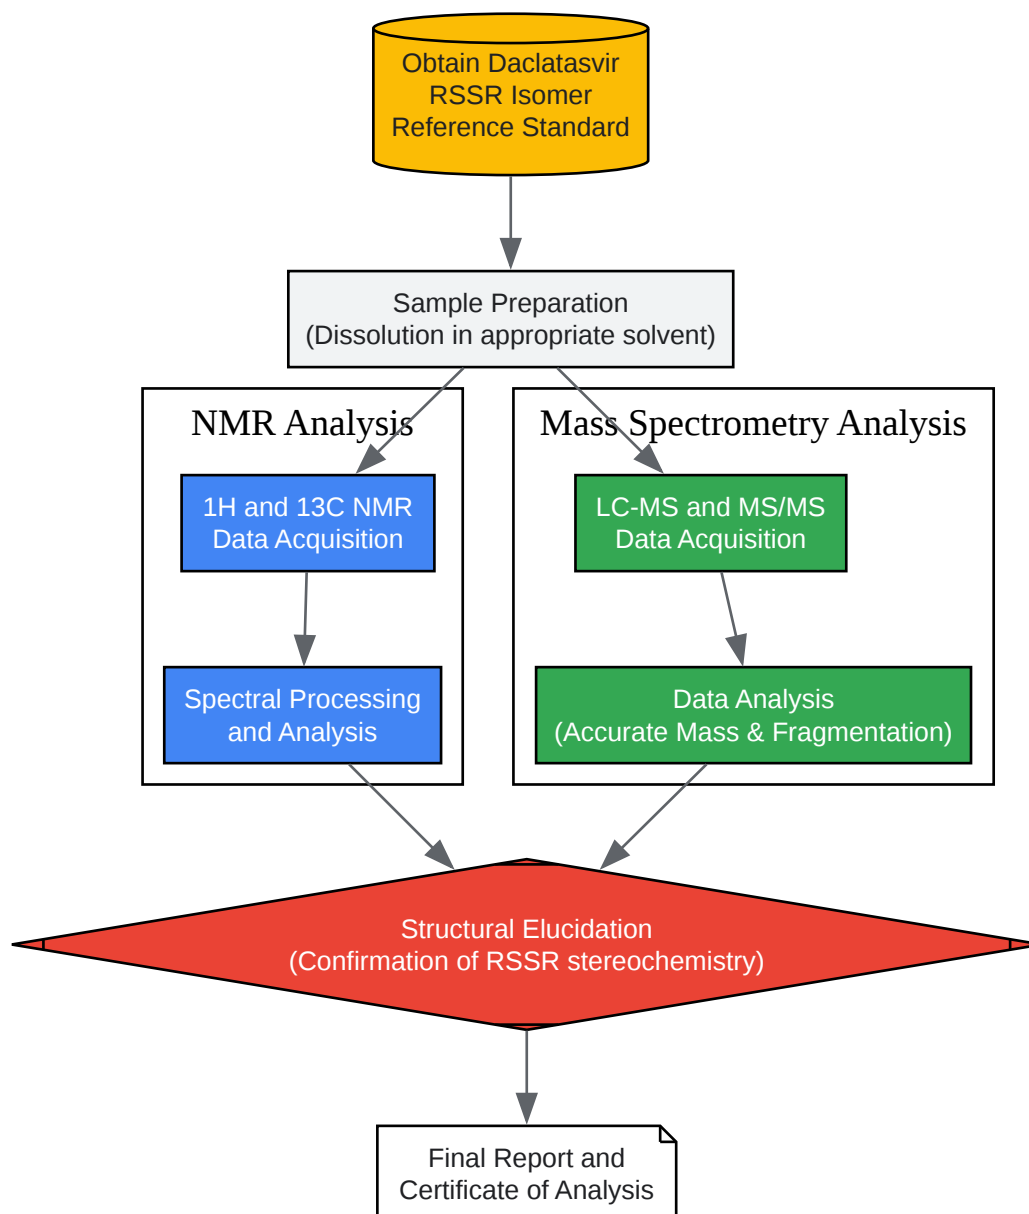 Obtain Daclatasvir
RSSR Isomer
Reference Standard
Sample Preparation
(Dissolution in appropriate solvent)
NMR Analysis
1H and 13C NMR
Data Acquisition
Spectral Processing
and Analysis
Mass Spectrometry Analysis
LC-MS and MS/MS
Data Acquisition
Data Analysis
(Accurate Mass & Fragmentation)
Structural Elucidation
(Confirmation of RSSR stereochemistry)
Final Report and
Certificate of Analysis